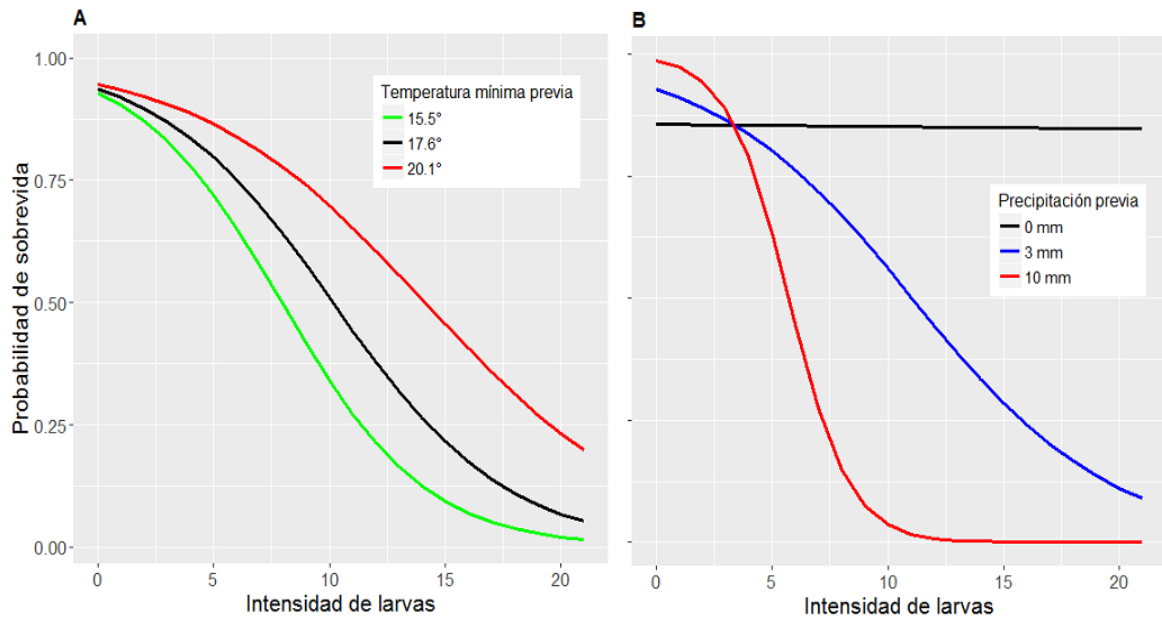 A
B
Probabilidad de sobrevida
1.00
0.75
0.50
0.25
0.00
Temperatura mínima previa
15.5°
17.6°
20.1°
0 5 10 15 20
Intensidad de larvas
Precipitación previa
0 mm
3 mm
10 mm
0 5 10 15 20
Intensidad de larvas